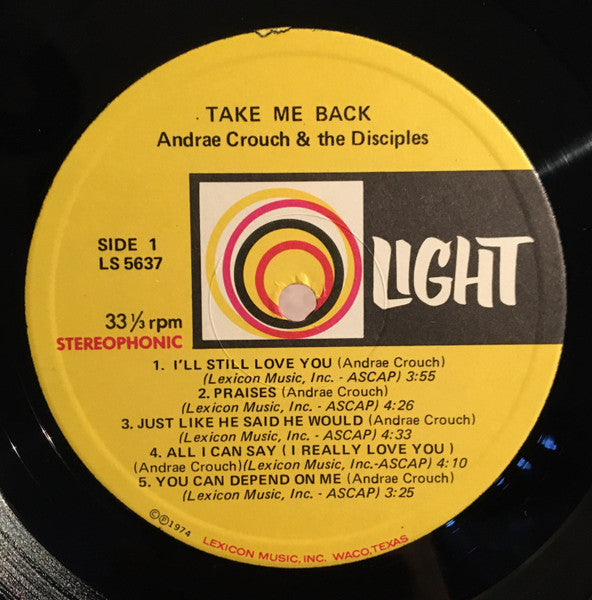 TAKE ME BACK
Andrae Crouch & the Disciples
SIDE 1
LS 5637
LIGHT
33 ⅓ rpm
STEREOPHONIC
1. I'LL STILL LOVE YOU (Andrae Crouch)
(Lexicon Music, Inc. - ASCAP) 3:55
2. PRAISES (Andrae Crouch)
(Lexicon Music, Inc. - ASCAP) 4:26
3. JUST LIKE HE SAID HE WOULD (Andrae Crouch)
(Lexicon Music, Inc. - ASCAP) 4:33
4. ALL I CAN SAY ( I REALLY LOVE YOU )
(Andrae Crouch)(Lexicon Music, Inc.-ASCAP) 4:10
5. YOU CAN DEPEND ON ME (Andrae Crouch)
(Lexicon Music, Inc. - ASCAP) 3:25
©℗1974
LEXICON MUSIC, INC. WACO, TEXAS